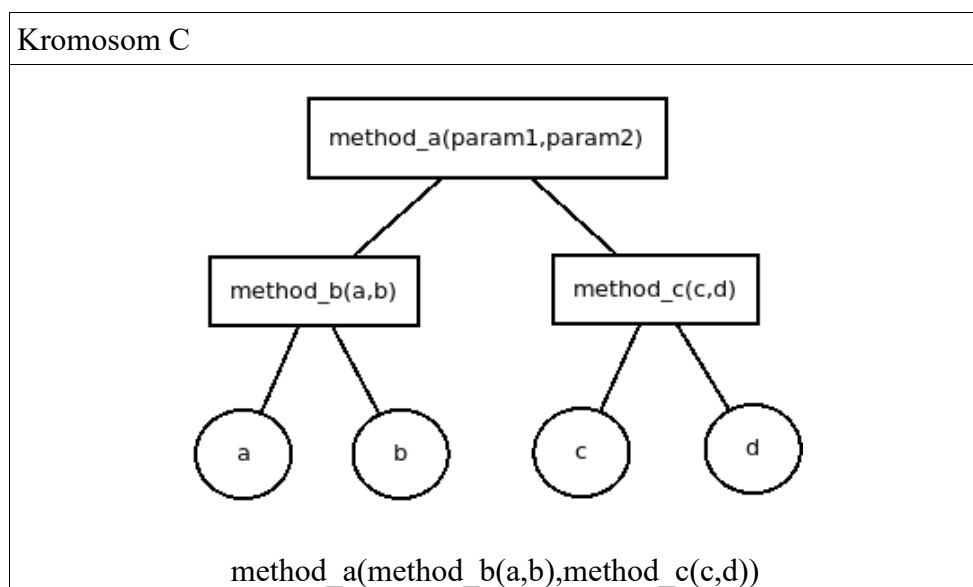 Kromosom C
method_a(param1,param2)
method_b(a,b) method_c(c,d)
a b c d
method_a(method_b(a,b),method_c(c,d))